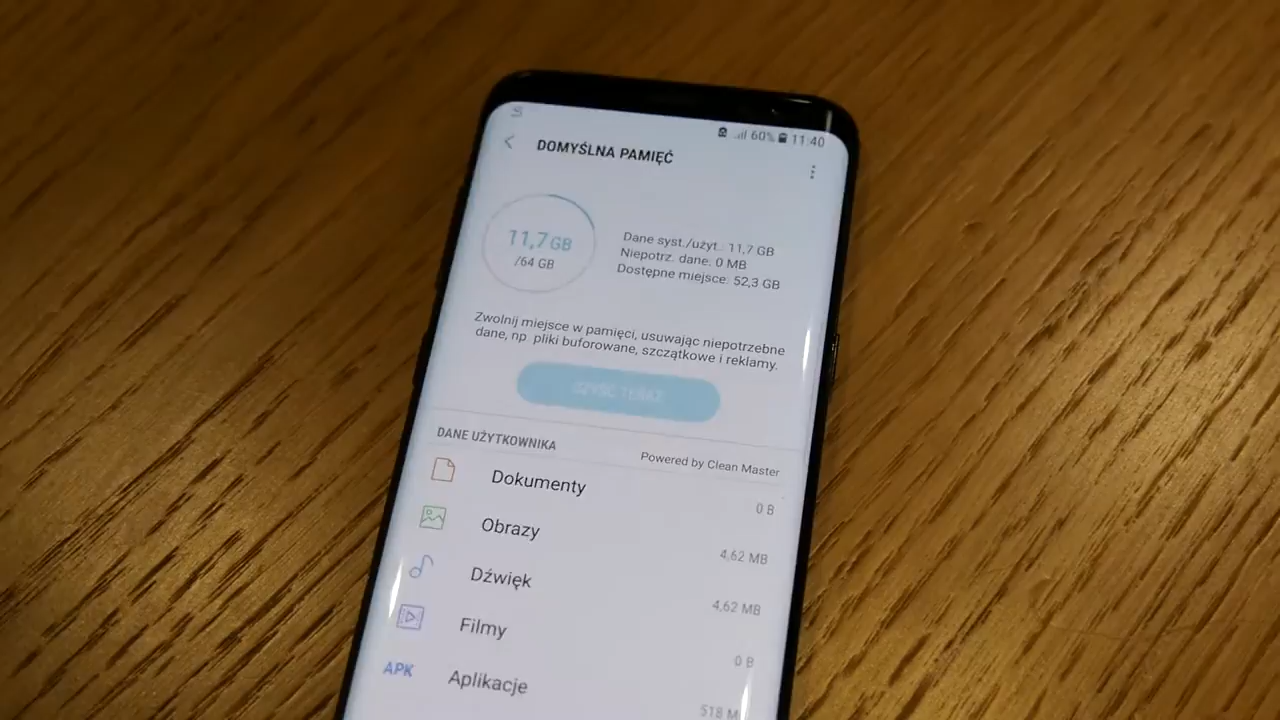 60% 11:40
DOMYŚLNA PAMIĘĆ
11,7 GB
/64 GB
Dane syst./użyt.: 11,7 GB
Niepotrz. dane: 0 MB
Dostępne miejsce: 52,3 GB
Zwolnij miejsce w pamięci, usuwając niepotrzebne
dane, np. pliki buforowane, szczątkowe i reklamy.
CZYŚĆ TERAZ
DANE UŻYTKOWNIKA
Powered by Clean Master
Dokumenty
0 B
Obrazy
4,62 MB
Dźwięk
4,62 MB
Filmy
0 B
APK Aplikacje
518 M